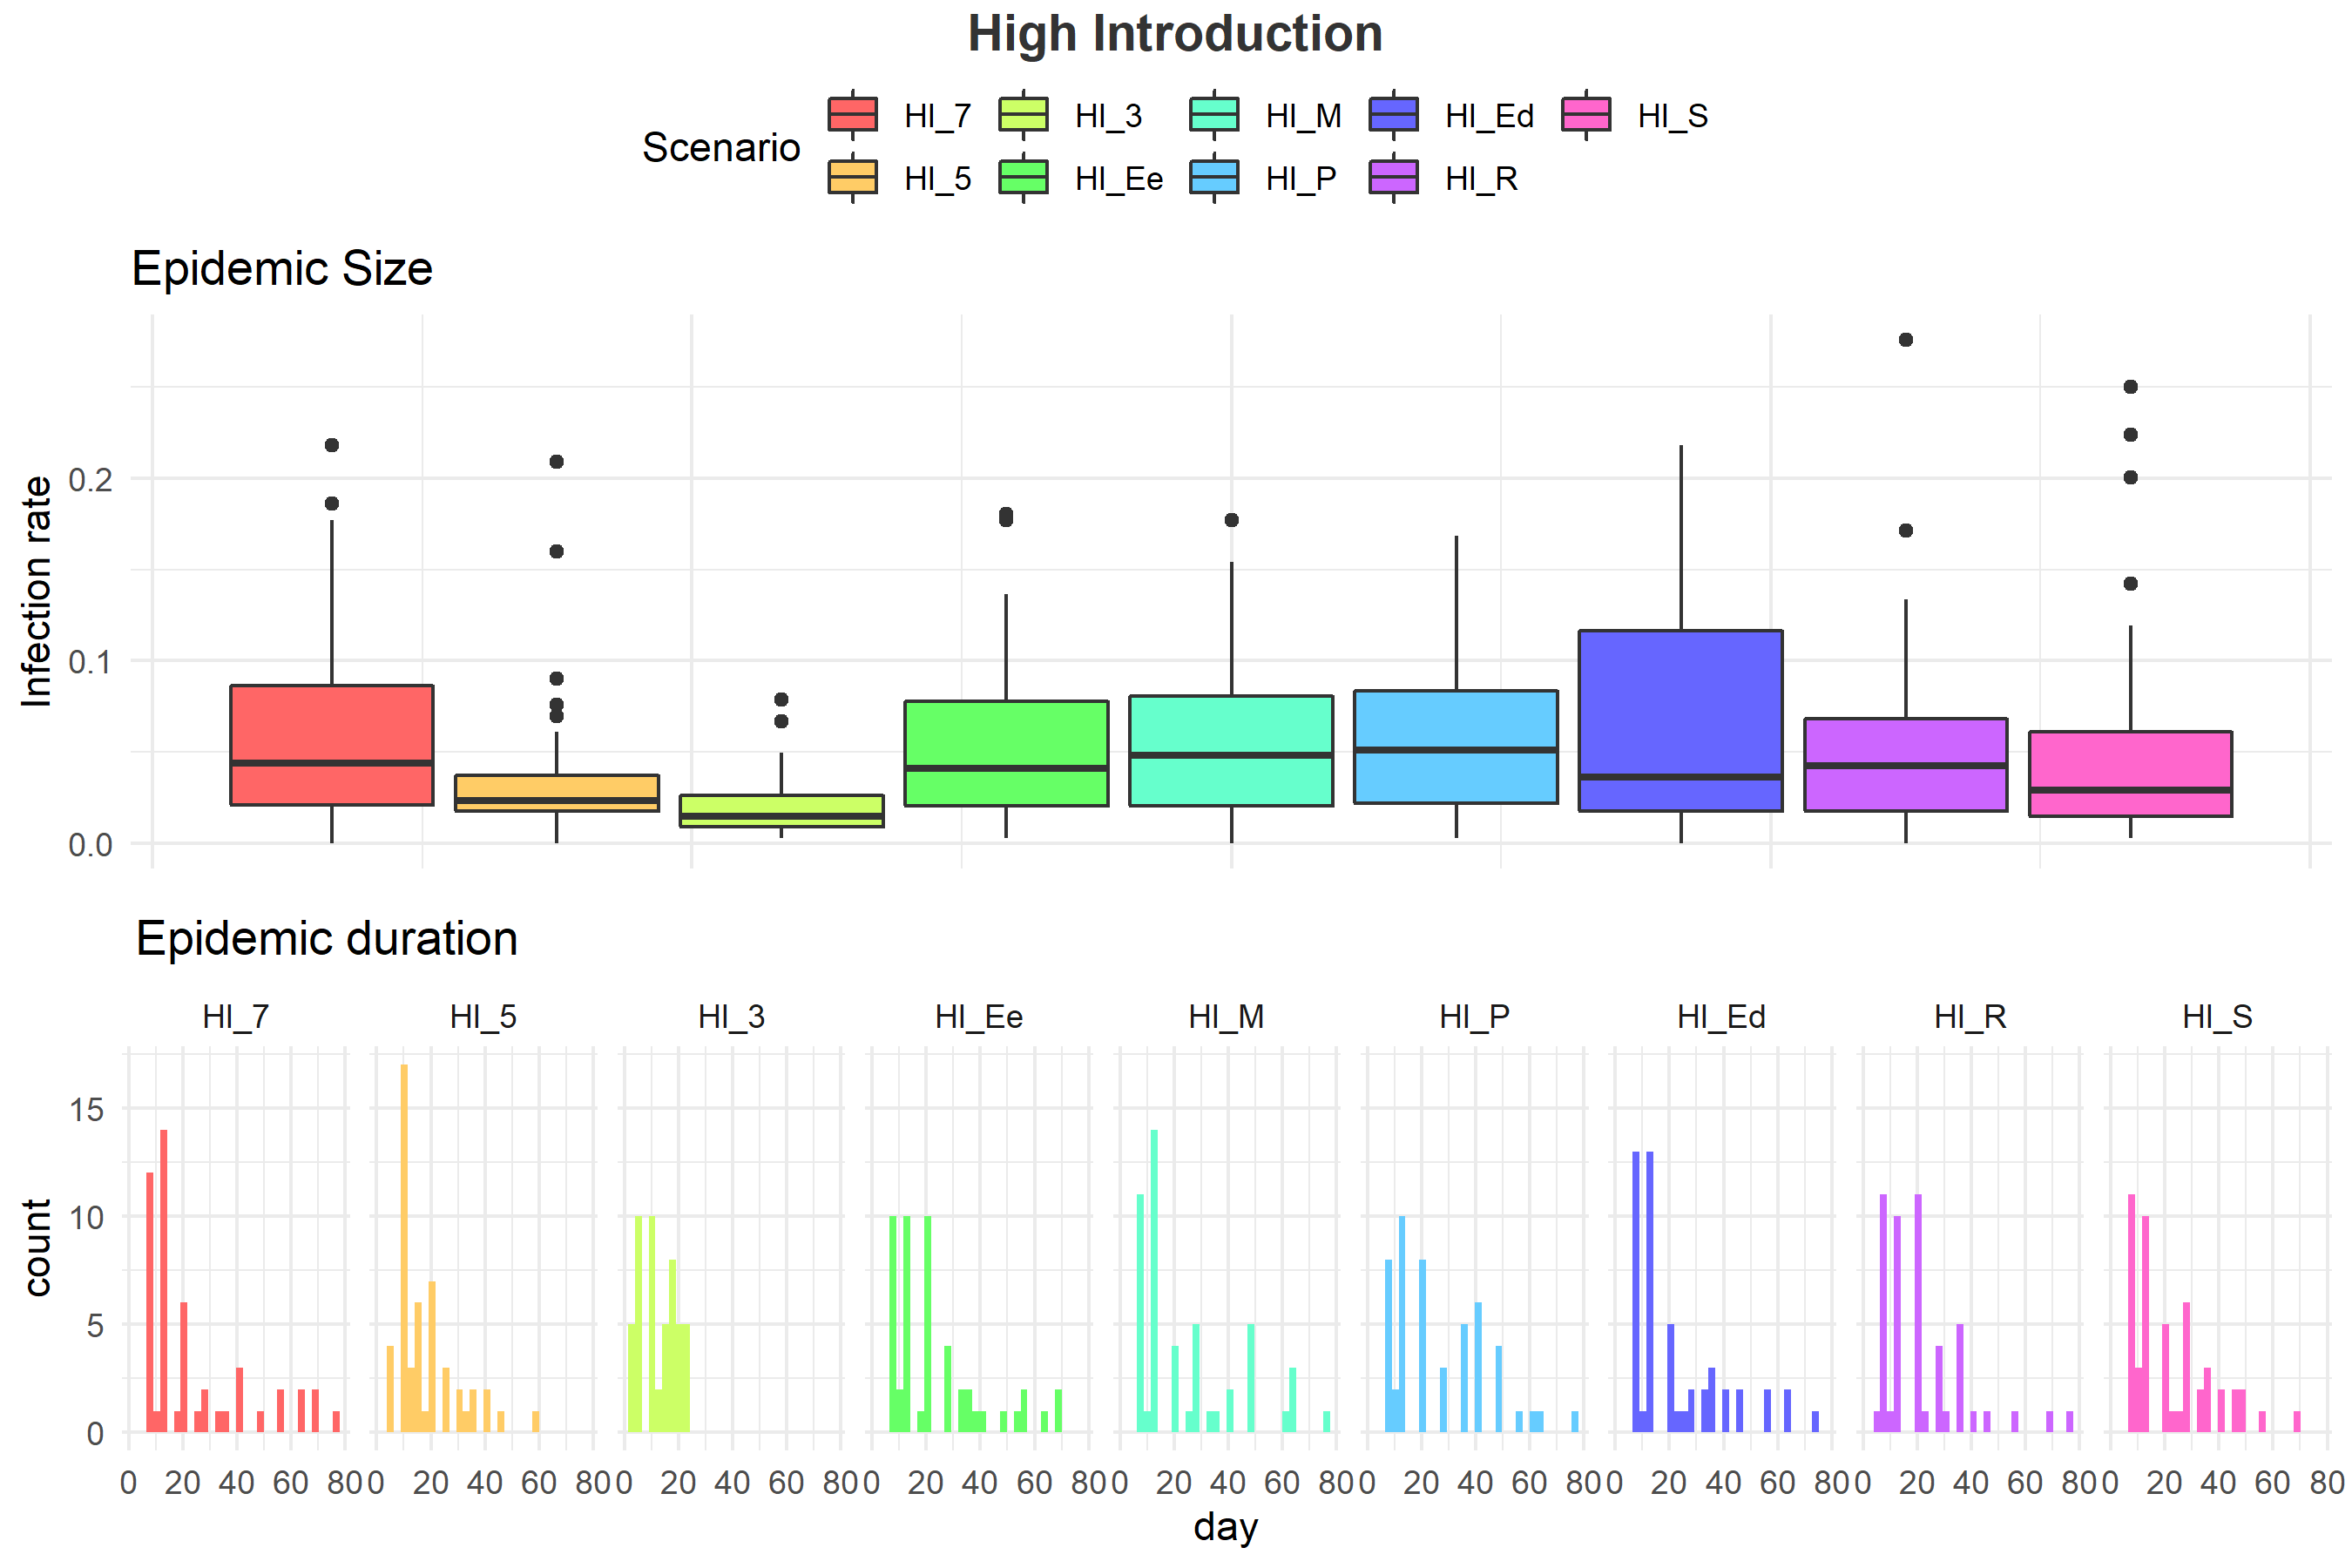 High Introduction
Scenario
HI_7 HI_3 HI_M HI_Ed HI_S
HI_5 HI_Ee HI_P HI_R
Epidemic Size
Infection rate
0.2
0.1
0.0
Epidemic duration
HI_7 HI_5 HI_3 HI_Ee HI_M HI_P HI_Ed HI_R HI_S
count
15
10
5
0
0 20 40 60 80 0 20 40 60 80 0 20 40 60 80 0 20 40 60 80 0 20 40 60 80 0 20 40 60 80 0 20 40 60 80 0 20 40 60 80 0 20 40 60 80
day